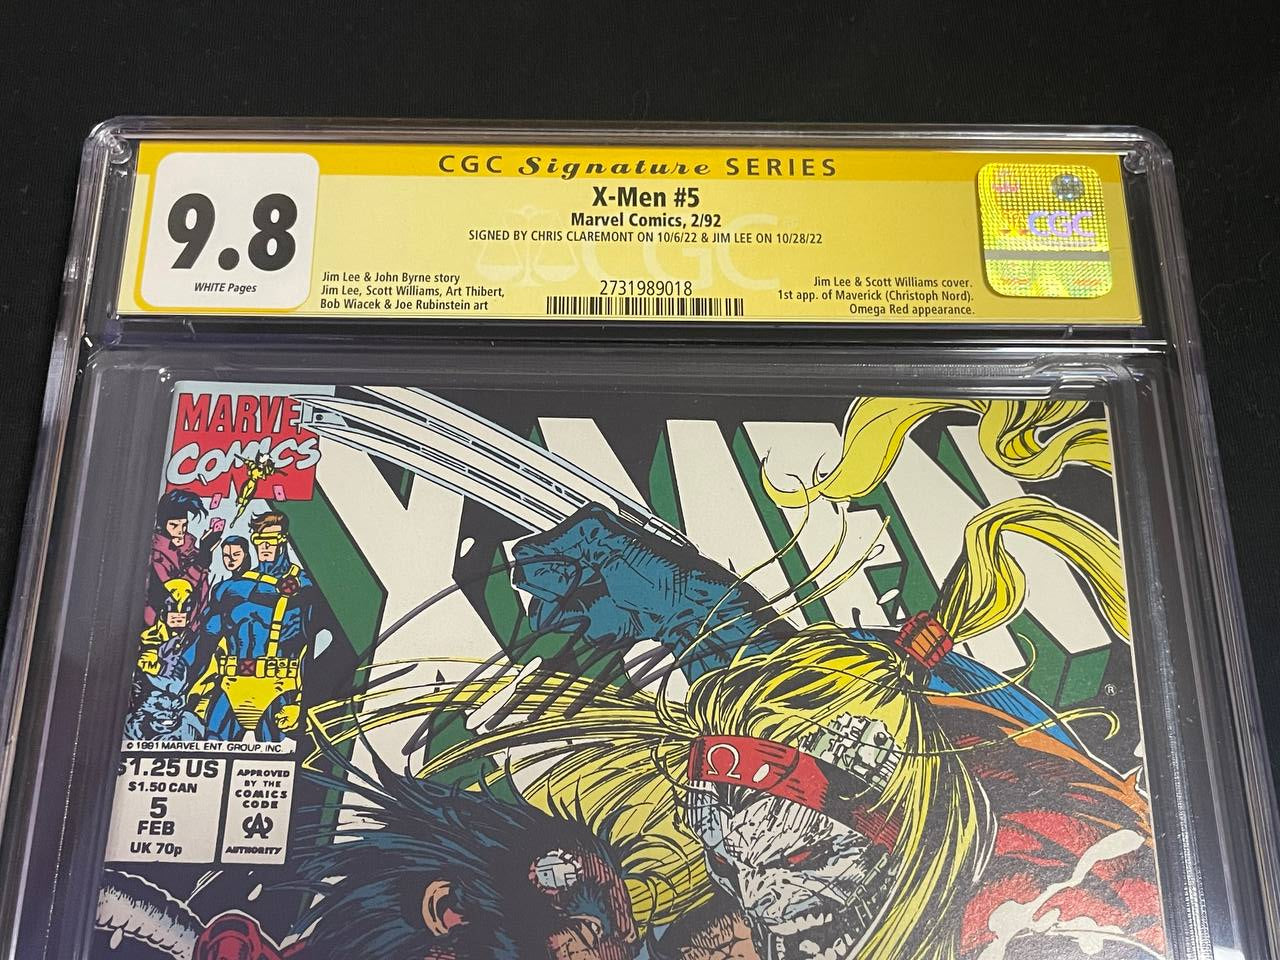 CGC Signature SERIES
9.8
WHITE Pages
X-Men #5
Marvel Comics, 2/92
SIGNED BY CHRIS CLAREMONT ON 10/6/22 & JIM LEE ON 10/28/22
Jim Lee & John Byrne story
Jim Lee, Scott Williams, Art Thibert,
Bob Wiacek & Joe Rubinstein art
2731989018
Jim Lee & Scott Williams cover.
1st app. of Maverick (Christoph Nord).
Omega Red appearance.
CGC
CGC
MARVEL
COMICS
X-MEN
®
TM
© 1991 MARVEL ENT. GROUP, INC.
$1.25 US
$1.50 CAN
5
FEB
UK 70p
APPROVED
BY THE
COMICS
CODE
CA
AUTHORITY
Ω